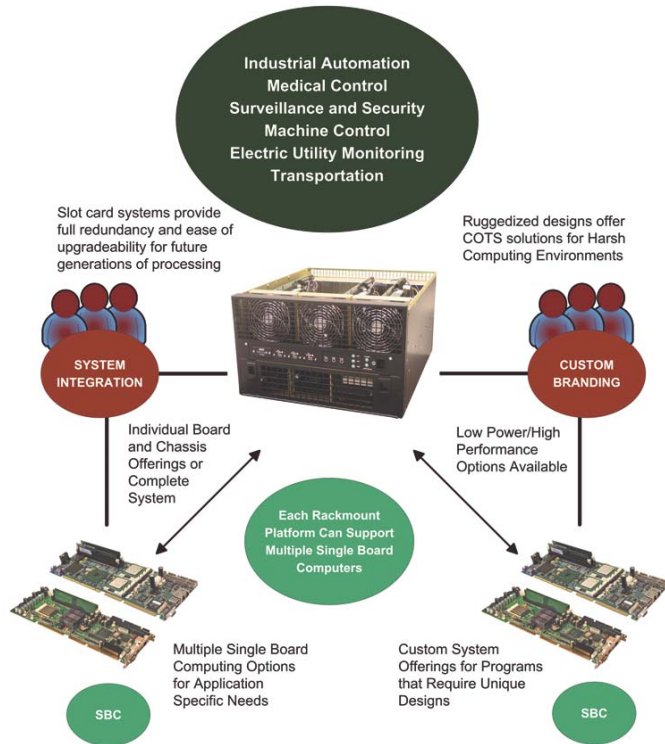 Industrial Automation
Medical Control
Surveillance and Security
Machine Control
Electric Utility Monitoring
Transportation
Slot card systems provide
full redundancy and ease of
upgradeability for future
generations of processing
Ruggedized designs offer
COTS solutions for Harsh
Computing Environments
SYSTEM
INTEGRATION
CUSTOM
BRANDING
Individual Board
and Chassis
Offerings or
Complete
System
Low Power/High
Performance
Options Available
Each Rackmount
Platform Can Support
Multiple Single Board
Computers
Multiple Single Board
Computing Options
for Application
Specific Needs
Custom System
Offerings for Programs
that Require Unique
Designs
SBC
SBC